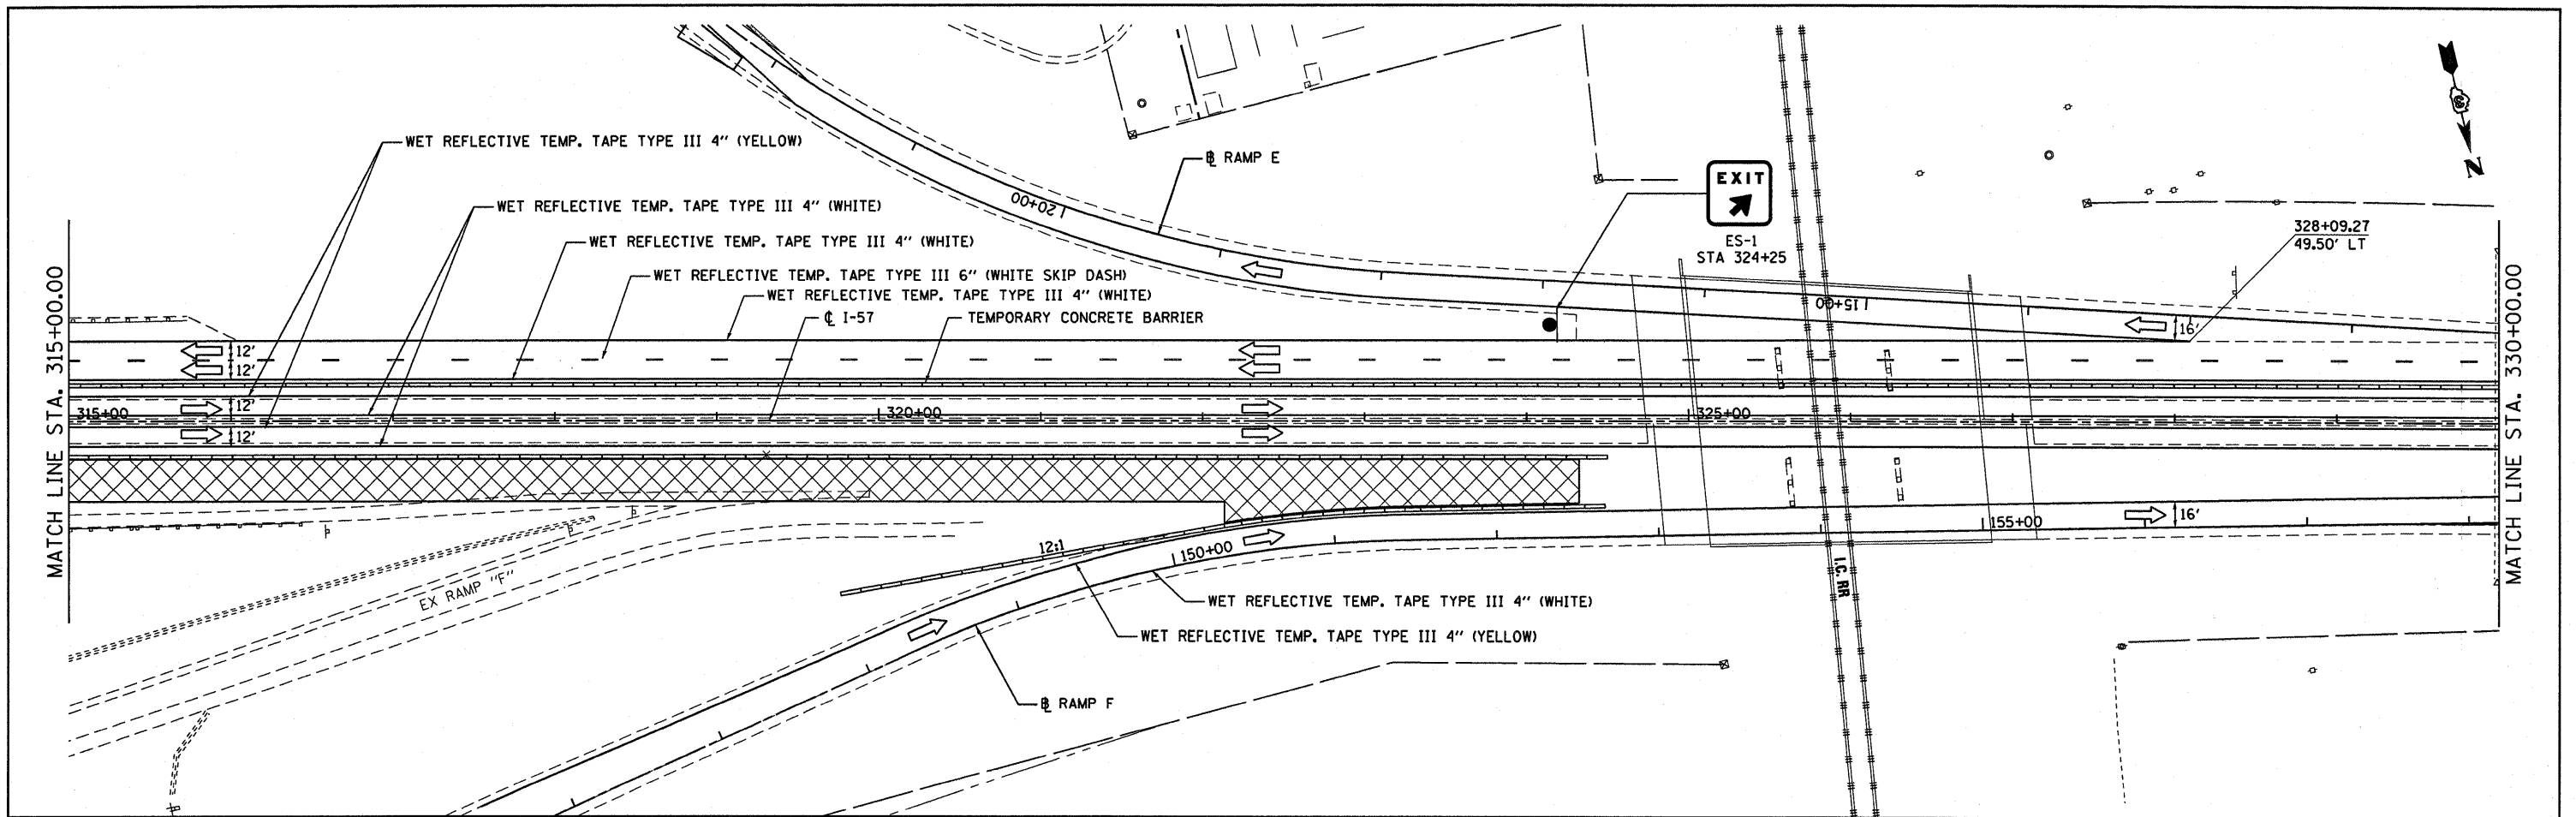 WET REFLECTIVE TEMP. TAPE TYPE III 4" (YELLOW)
℄ RAMP E
EXIT
N
20+00
WET REFLECTIVE TEMP. TAPE TYPE III 4" (WHITE)
328+09.27
49.50' LT
ES-1
STA 324+25
WET REFLECTIVE TEMP. TAPE TYPE III 4" (WHITE)
WET REFLECTIVE TEMP. TAPE TYPE III 6" (WHITE SKIP DASH)
WET REFLECTIVE TEMP. TAPE TYPE III 4" (WHITE)
℄ I-57
TEMPORARY CONCRETE BARRIER
15+00
16'
MATCH LINE STA. 315+00.00
MATCH LINE STA. 330+00.00
12'
12'
12'
12'
315+00
320+00
325+00
155+00
16'
12:1
150+00
I.C. RR
EX RAMP "F"
WET REFLECTIVE TEMP. TAPE TYPE III 4" (WHITE)
WET REFLECTIVE TEMP. TAPE TYPE III 4" (YELLOW)
℄ RAMP F